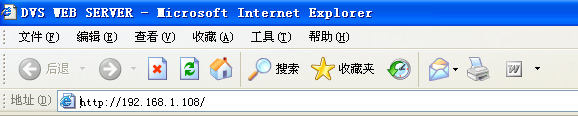 DVS WEB SERVER - Microsoft Internet Explorer
文件(F) 编辑(E) 查看(V) 收藏(A) 工具(T) 帮助(H)
后退 搜索 收藏夹 W
地址(D) http://192.168.1.108/